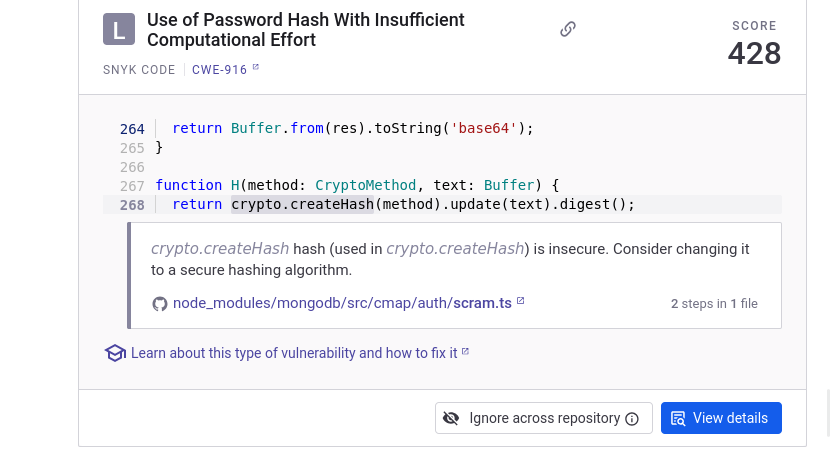 L
Use of Password Hash With Insufficient
Computational Effort
SNYK CODE | CWE-916
SCORE
428
264 return Buffer.from(res).toString('base64');
265 }
266
267 function H(method: CryptoMethod, text: Buffer) {
268 return crypto.createHash(method).update(text).digest();
crypto.createHash hash (used in crypto.createHash) is insecure. Consider changing it
to a secure hashing algorithm.
node_modules/mongodb/src/cmap/auth/scram.ts
2 steps in 1 file
Learn about this type of vulnerability and how to fix it
Ignore across repository
View details